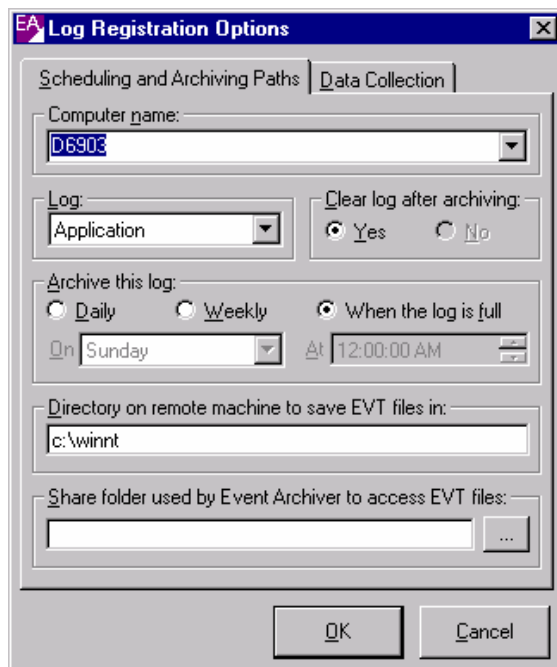 EA Log Registration Options
Scheduling and Archiving Paths Data Collection
Computer name:
D6903
Log: Clear log after archiving:
Application Yes No
Archive this log:
Daily Weekly When the log is full
On Sunday At 12:00:00 AM
Directory on remote machine to save EVT files in:
c:\winnt
Share folder used by Event Archiver to access EVT files:
...
OK Cancel